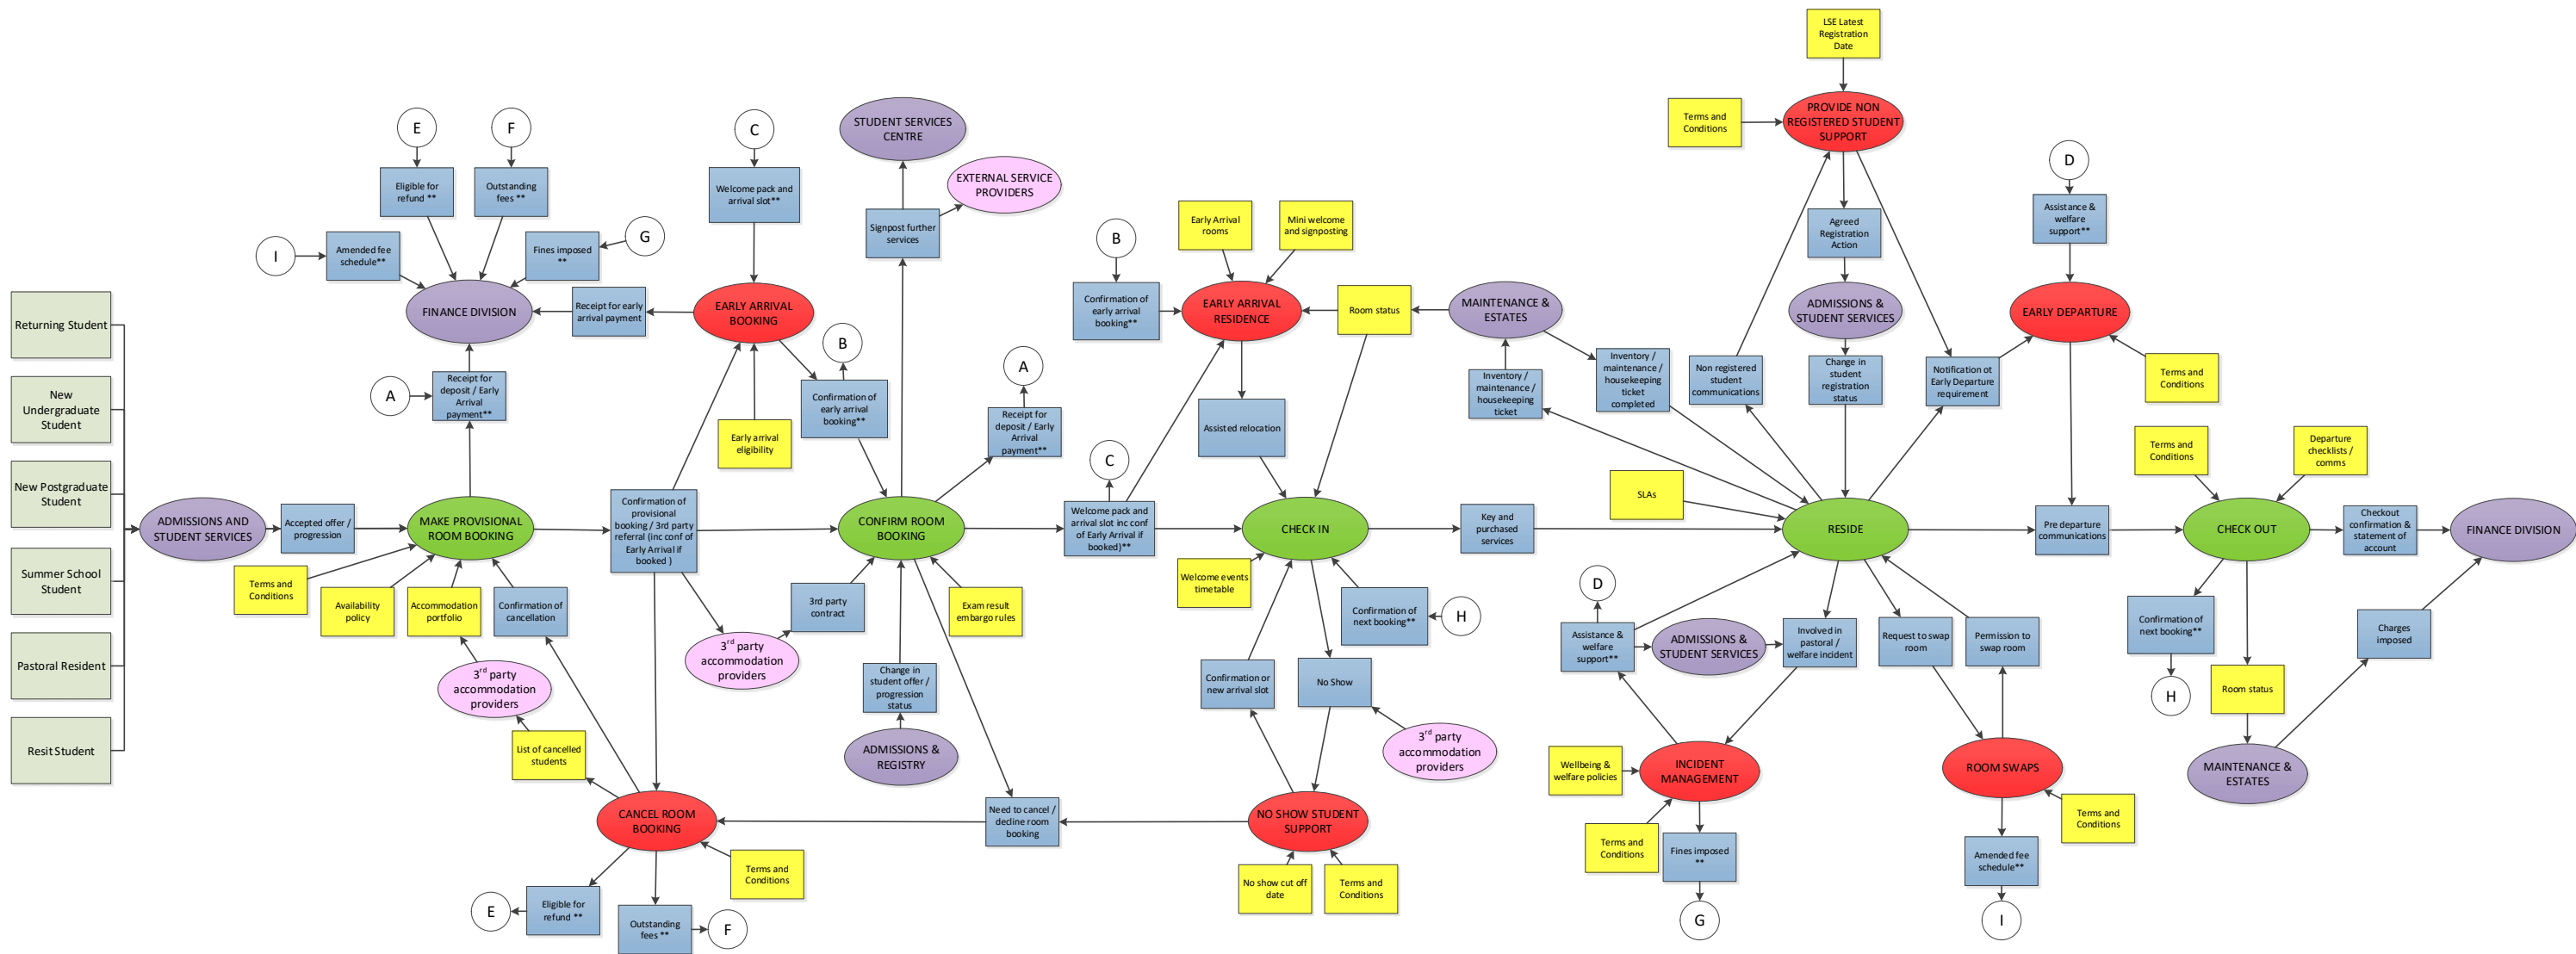 LSE Latest
Registration
Date
PROVIDE NON
REGISTERED STUDENT
SUPPORT
Terms and
Conditions
E
F
C
STUDENT SERVICES
CENTRE
D
Eligible for
refund **
Outstanding
fees **
Welcome pack and
arrival slot**
EXTERNAL SERVICE
PROVIDERS
Signpost further
services
Early Arrival
rooms
Mini welcome
and signposting
Agreed
Registration
Action
Assistance &
welfare
support**
I
Amended fee
schedule**
Fines imposed
**
G
B
FINANCE DIVISION
Receipt for early
arrival payment
EARLY ARRIVAL
BOOKING
Confirmation of
early arrival
booking**
EARLY ARRIVAL
RESIDENCE
Room status
MAINTENANCE &
ESTATES
ADMISSIONS &
STUDENT SERVICES
EARLY DEPARTURE
Returning Student
B
A
A
Receipt for
deposit / Early
Arrival
payment**
Early arrival
eligibility
Confirmation of
early arrival
booking**
Receipt for
deposit / Early
Arrival
payment**
Assisted relocation
Inventory /
maintenance /
housekeeping
ticket
Inventory /
maintenance /
housekeeping
ticket
completed
Non registered
student
communications
Change in
student
registration
status
Notification ot
Early Departure
requirement
Terms and
Conditions
New
Undergraduate
Student
New Postgraduate
Student
C
SLAs
Terms and
Conditions
Departure
checklists /
comms
ADMISSIONS AND
STUDENT SERVICES
Accepted offer /
progression
MAKE PROVISIONAL
ROOM BOOKING
Confirmation of
provisional
booking / 3rd party
referral (inc conf of
Early Arrival if
booked )
CONFIRM ROOM
BOOKING
Welcome pack and
arrival slot inc conf
of Early Arrival if
booked)**
CHECK IN
Key and
purchased
services
RESIDE
Pre departure
communications
CHECK OUT
Checkout
confirmation &
statement of
account
FINANCE DIVISION
Summer School
Student
Terms and
Conditions
Availability
policy
Accommodation
portfolio
Confirmation of
cancellation
3rd party
contract
Exam result
embargo rules
Welcome events
timetable
Confirmation of
next booking**
H
D
Assistance &
welfare
support**
ADMISSIONS &
STUDENT SERVICES
Involved in
pastoral /
welfare incident
Request to swap
room
Permission to
swap room
Confirmation of
next booking**
Charges
imposed
Pastoral Resident
3rd party
accommodation
providers
3rd party
accommodation
providers
Change in
student offer /
progression
status
Confirmation or
new arrival slot
No Show
H
Room status
Resit Student
List of cancelled
students
ADMISSIONS &
REGISTRY
3rd party
accommodation
providers
Wellbeing &
welfare policies
INCIDENT
MANAGEMENT
ROOM SWAPS
MAINTENANCE &
ESTATES
CANCEL ROOM
BOOKING
Need to cancel /
decline room
booking
NO SHOW STUDENT
SUPPORT
Terms and
Conditions
Terms and
Conditions
Fines imposed
**
Terms and
Conditions
Amended fee
schedule**
E
Eligible for
refund **
Outstanding
fees **
F
No show cut off
date
Terms and
Conditions
G
I